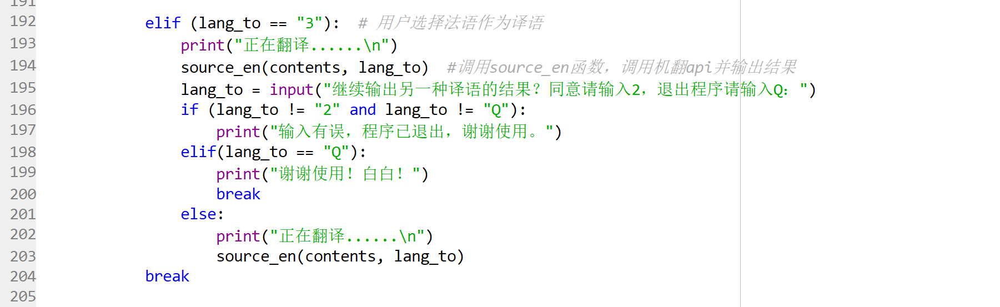 191
192 elif (lang_to == "3"):  # 用户选择法语作为译语
193 print("正在翻译......\n")
194 source_en(contents, lang_to)  #调用source_en函数，调用机翻api并输出结果
195 lang_to = input("继续输出另一种译语的结果？同意请输入2，退出程序请输入Q：")
196 if (lang_to != "2" and lang_to != "Q"):
197 print("输入有误，程序已退出，谢谢使用。")
198 elif(lang_to == "Q"):
199 print("谢谢使用！白白！")
200 break
201 else:
202 print("正在翻译......\n")
203 source_en(contents, lang_to)
204 break
205